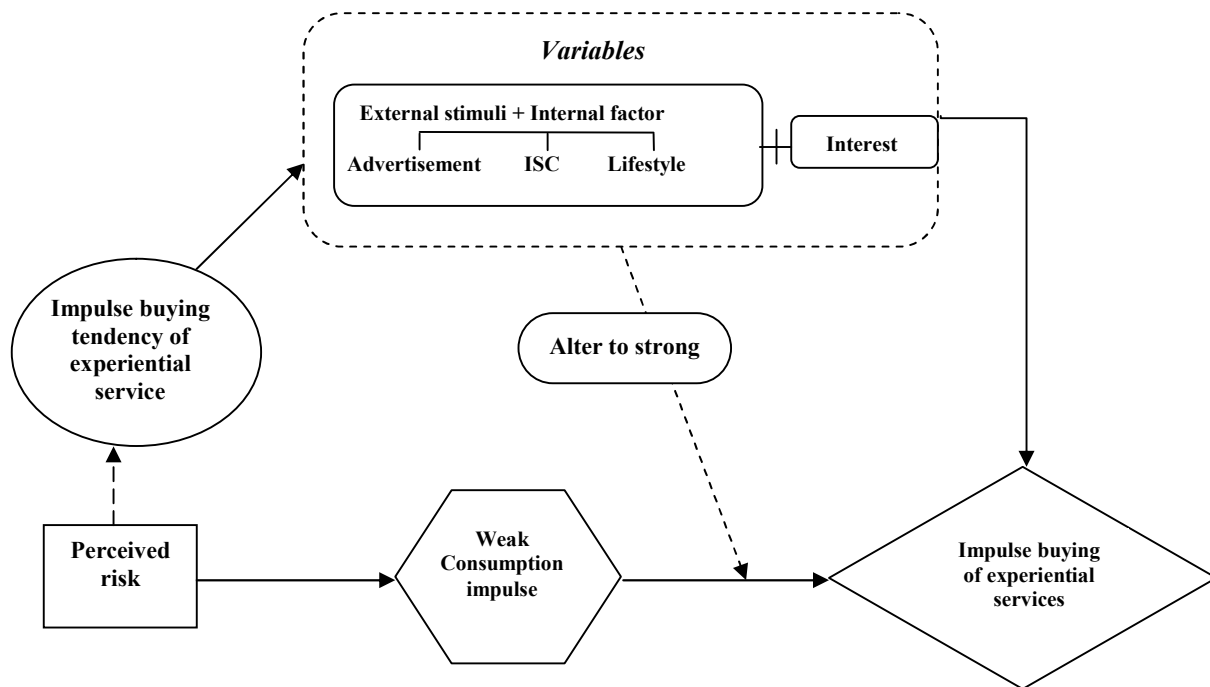 Variables
External stimuli + Internal factor
Advertisement ISC Lifestyle
Interest
Impulse buying
tendency of
experiential
service
Alter to strong
Perceived
risk
Weak
Consumption
impulse
Impulse buying
of experiential
services